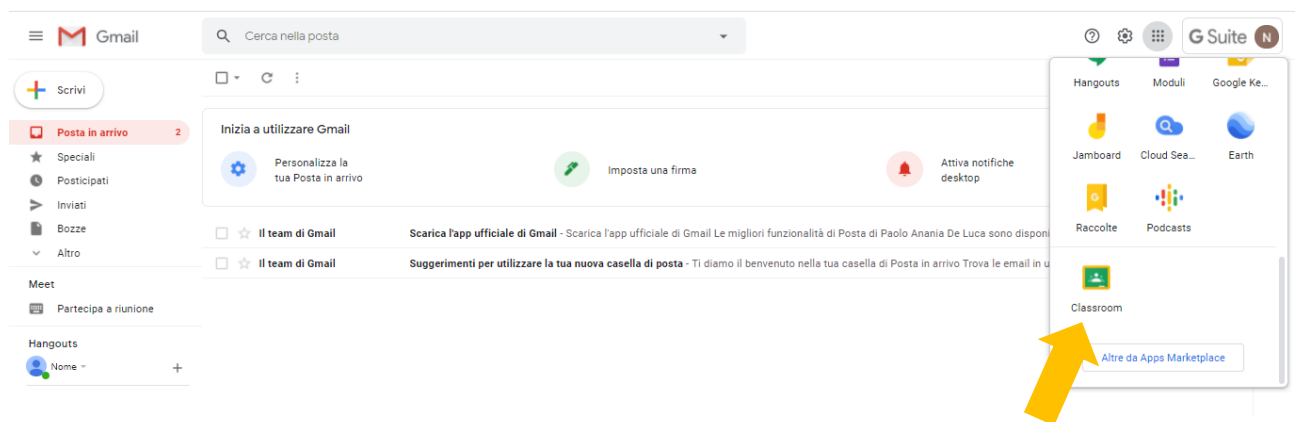 Gmail
Cerca nella posta
G Suite N
Scrivi
Posta in arrivo 2
Speciali
Posticipati
Inviati
Bozze
Altro
Meet
Partecipa a riunione
Hangouts
Nome
Inizia a utilizzare Gmail
Personalizza la
tua Posta in arrivo
Imposta una firma
Attiva notifiche
desktop
Il team di Gmail Scarica l'app ufficiale di Gmail - Scarica l'app ufficiale di Gmail Le migliori funzionalità di Posta di Paolo Anania De Luca sono disponi
Il team di Gmail Suggerimenti per utilizzare la tua nuova casella di posta - Ti diamo il benvenuto nella tua casella di Posta in arrivo Trova le email in u
Hangouts Moduli Google Ke...
Jamboard Cloud Sea... Earth
Raccolte Podcasts
Classroom
Altre da Apps Marketplace